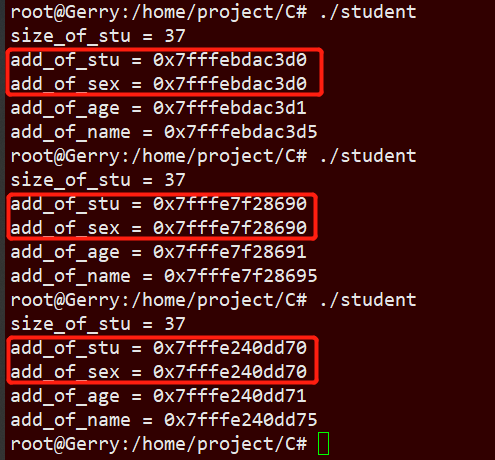 root@Gerry:/home/project/C# ./student
size_of_stu = 37
add_of_stu = 0x7fffebdac3d0
add_of_sex = 0x7fffebdac3d0
add_of_age = 0x7fffebdac3d1
add_of_name = 0x7fffebdac3d5
root@Gerry:/home/project/C# ./student
size_of_stu = 37
add_of_stu = 0x7fffe7f28690
add_of_sex = 0x7fffe7f28690
add_of_age = 0x7fffe7f28691
add_of_name = 0x7fffe7f28695
root@Gerry:/home/project/C# ./student
size_of_stu = 37
add_of_stu = 0x7fffe240dd70
add_of_sex = 0x7fffe240dd70
add_of_age = 0x7fffe240dd71
add_of_name = 0x7fffe240dd75
root@Gerry:/home/project/C#